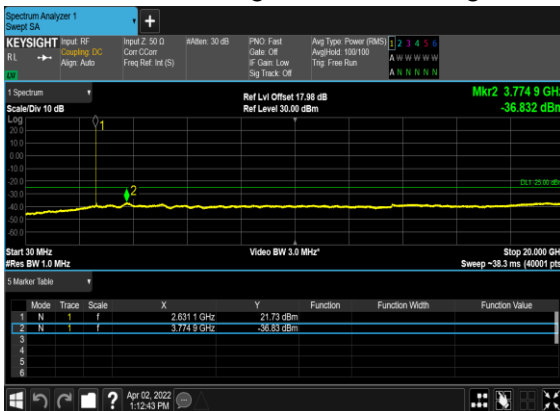 Spectrum Analyzer 1
Swept SA
KEYSIGHT Input: RF Input Z: 50 Ω #Atten: 30 dB PNO: Fast Avg Type: Power (RMS) 1 2 3 4 5 6
RL Coupling: DC Corr CCorr Gate: Off Avg|Hold: 100/100 A W W W W W
Align: Auto Freq Ref: Int (S) IF Gain: Low Trig: Free Run
LV Sig Track: Off A N N N N N
1 Spectrum Ref Lvl Offset 17.98 dB Mkr2 3.774 9 GHz
Scale/Div 10 dB Ref Level 30.00 dBm -36.832 dBm
Log
20.0 1
10.0
0.00
-10.0
-20.0 DL1 -25.00 dBm
-30.0 2
-40.0
-50.0
-60.0
Start 30 MHz Video BW 3.0 MHz* Stop 20.000 GHz
#Res BW 1.0 MHz Sweep ~38.3 ms (40001 pts
5 Marker Table
Mode Trace Scale X Y Function Function Width Function Value
1 N 1 f 2.631 1 GHz 21.73 dBm
2 N 1 f 3.774 9 GHz -36.83 dBm
3
4
5
6
? Apr 02, 2022
1:12:43 PM